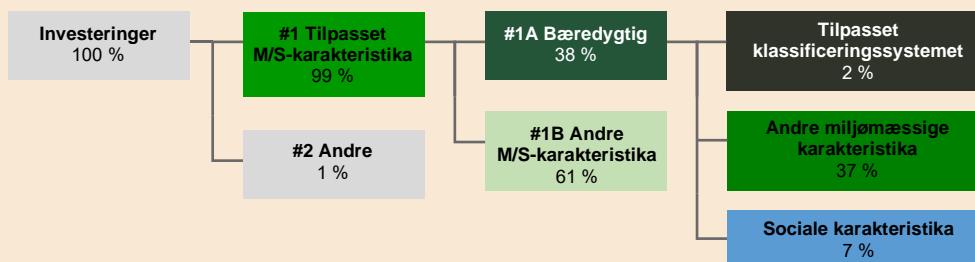 Investeringer
100 %
#1 Tilpasset
M/S-karakteristika
99 %
#2 Andre
1 %
#1A Bæredygtig
38 %
#1B Andre
M/S-karakteristika
61 %
Tilpasset
klassificeringssystemet
2 %
Andre miljømæssige
karakteristika
37 %
Sociale karakteristika
7 %